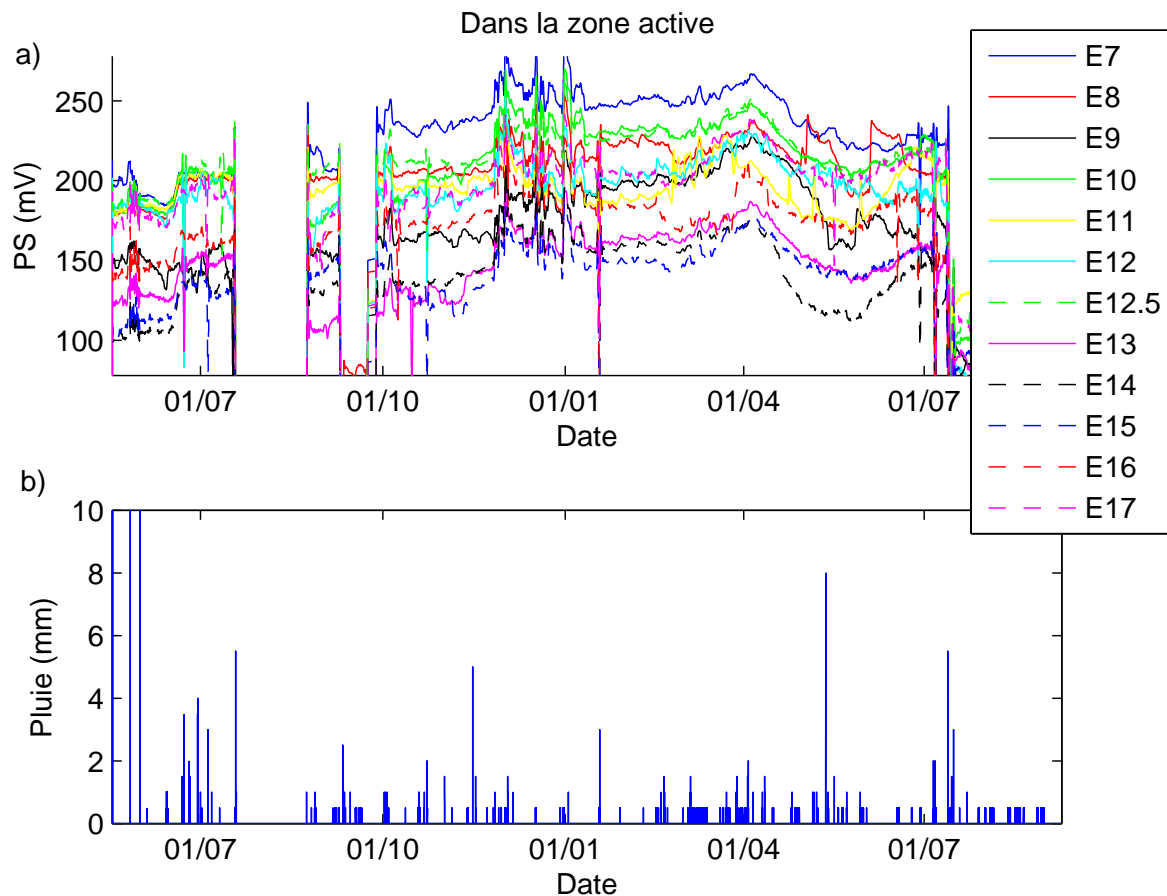 Dans la zone active
a)
PS (mV)
250
200
150
100
01/07
01/10
01/01
01/04
01/07
Date
E7
E8
E9
E10
E11
E12
E12.5
E13
E14
E15
E16
E17
b)
Pluie (mm)
10
8
6
4
2
0
01/07
01/10
01/01
01/04
01/07
Date